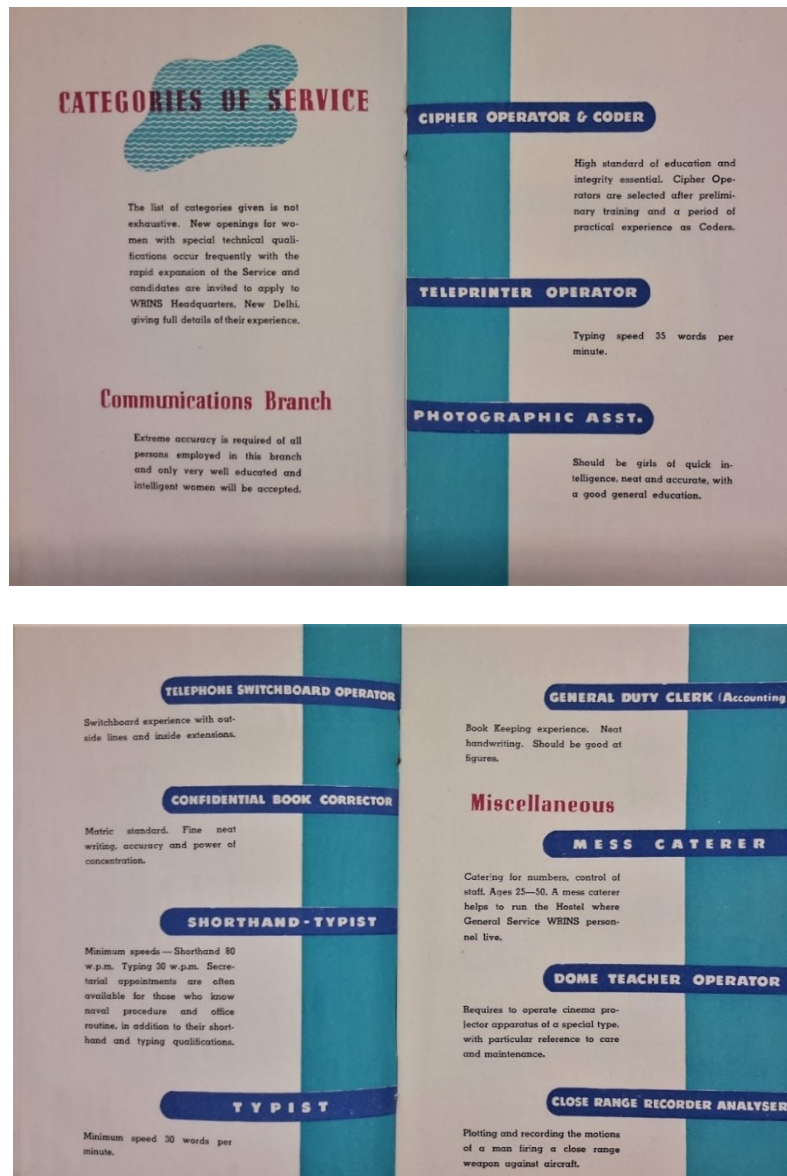 CATEGORIES OF SERVICE
The list of categories given is not
exhaustive. New openings for wo-
men with special technical quali-
fications occur frequently with the
rapid expansion of the Service and
candidates are invited to apply to
WRINS Headquarters, New Delhi,
giving full details of their experience.
Communications Branch
Extreme accuracy is required of all
persons employed in this branch
and only very well educated and
intelligent women will be accepted.
CIPHER OPERATOR & CODER
High standard of education and
integrity essential. Cipher Ope-
rators are selected after prelimi-
nary training and a period of
practical experience as Coders.
TELEPRINTER OPERATOR
Typing speed 35 words per
minute.
PHOTOGRAPHIC ASST.
Should be girls of quick in-
telligence, neat and accurate, with
a good general education.
TELEPHONE SWITCHBOARD OPERATOR
Switchboard experience with out-
side lines and inside extensions.
CONFIDENTIAL BOOK CORRECTOR
Matric standard. Fine neat
writing, accuracy and power of
concentration.
SHORTHAND-TYPIST
Minimum speeds — Shorthand 80
w.p.m. Typing 30 w.p.m. Secre-
tarial appointments are often
available for those who know
naval procedure and office
routine, in addition to their short-
hand and typing qualifications.
TYPIST
Minimum speed 30 words per
minute.
GENERAL DUTY CLERK (Accounting
Book Keeping experience. Neat
handwriting. Should be good at
figures.
Miscellaneous
MESS CATERER
Catering for numbers, control of
staff. Ages 25—50. A mess caterer
helps to run the Hostel where
General Service WRINS person-
nel live.
DOME TEACHER OPERATOR
Requires to operate cinema pro-
jector apparatus of a special type,
with particular reference to care
and maintenance.
CLOSE RANGE RECORDER ANALYSER
Plotting and recording the motions
of a man firing a close range
weapon against aircraft.